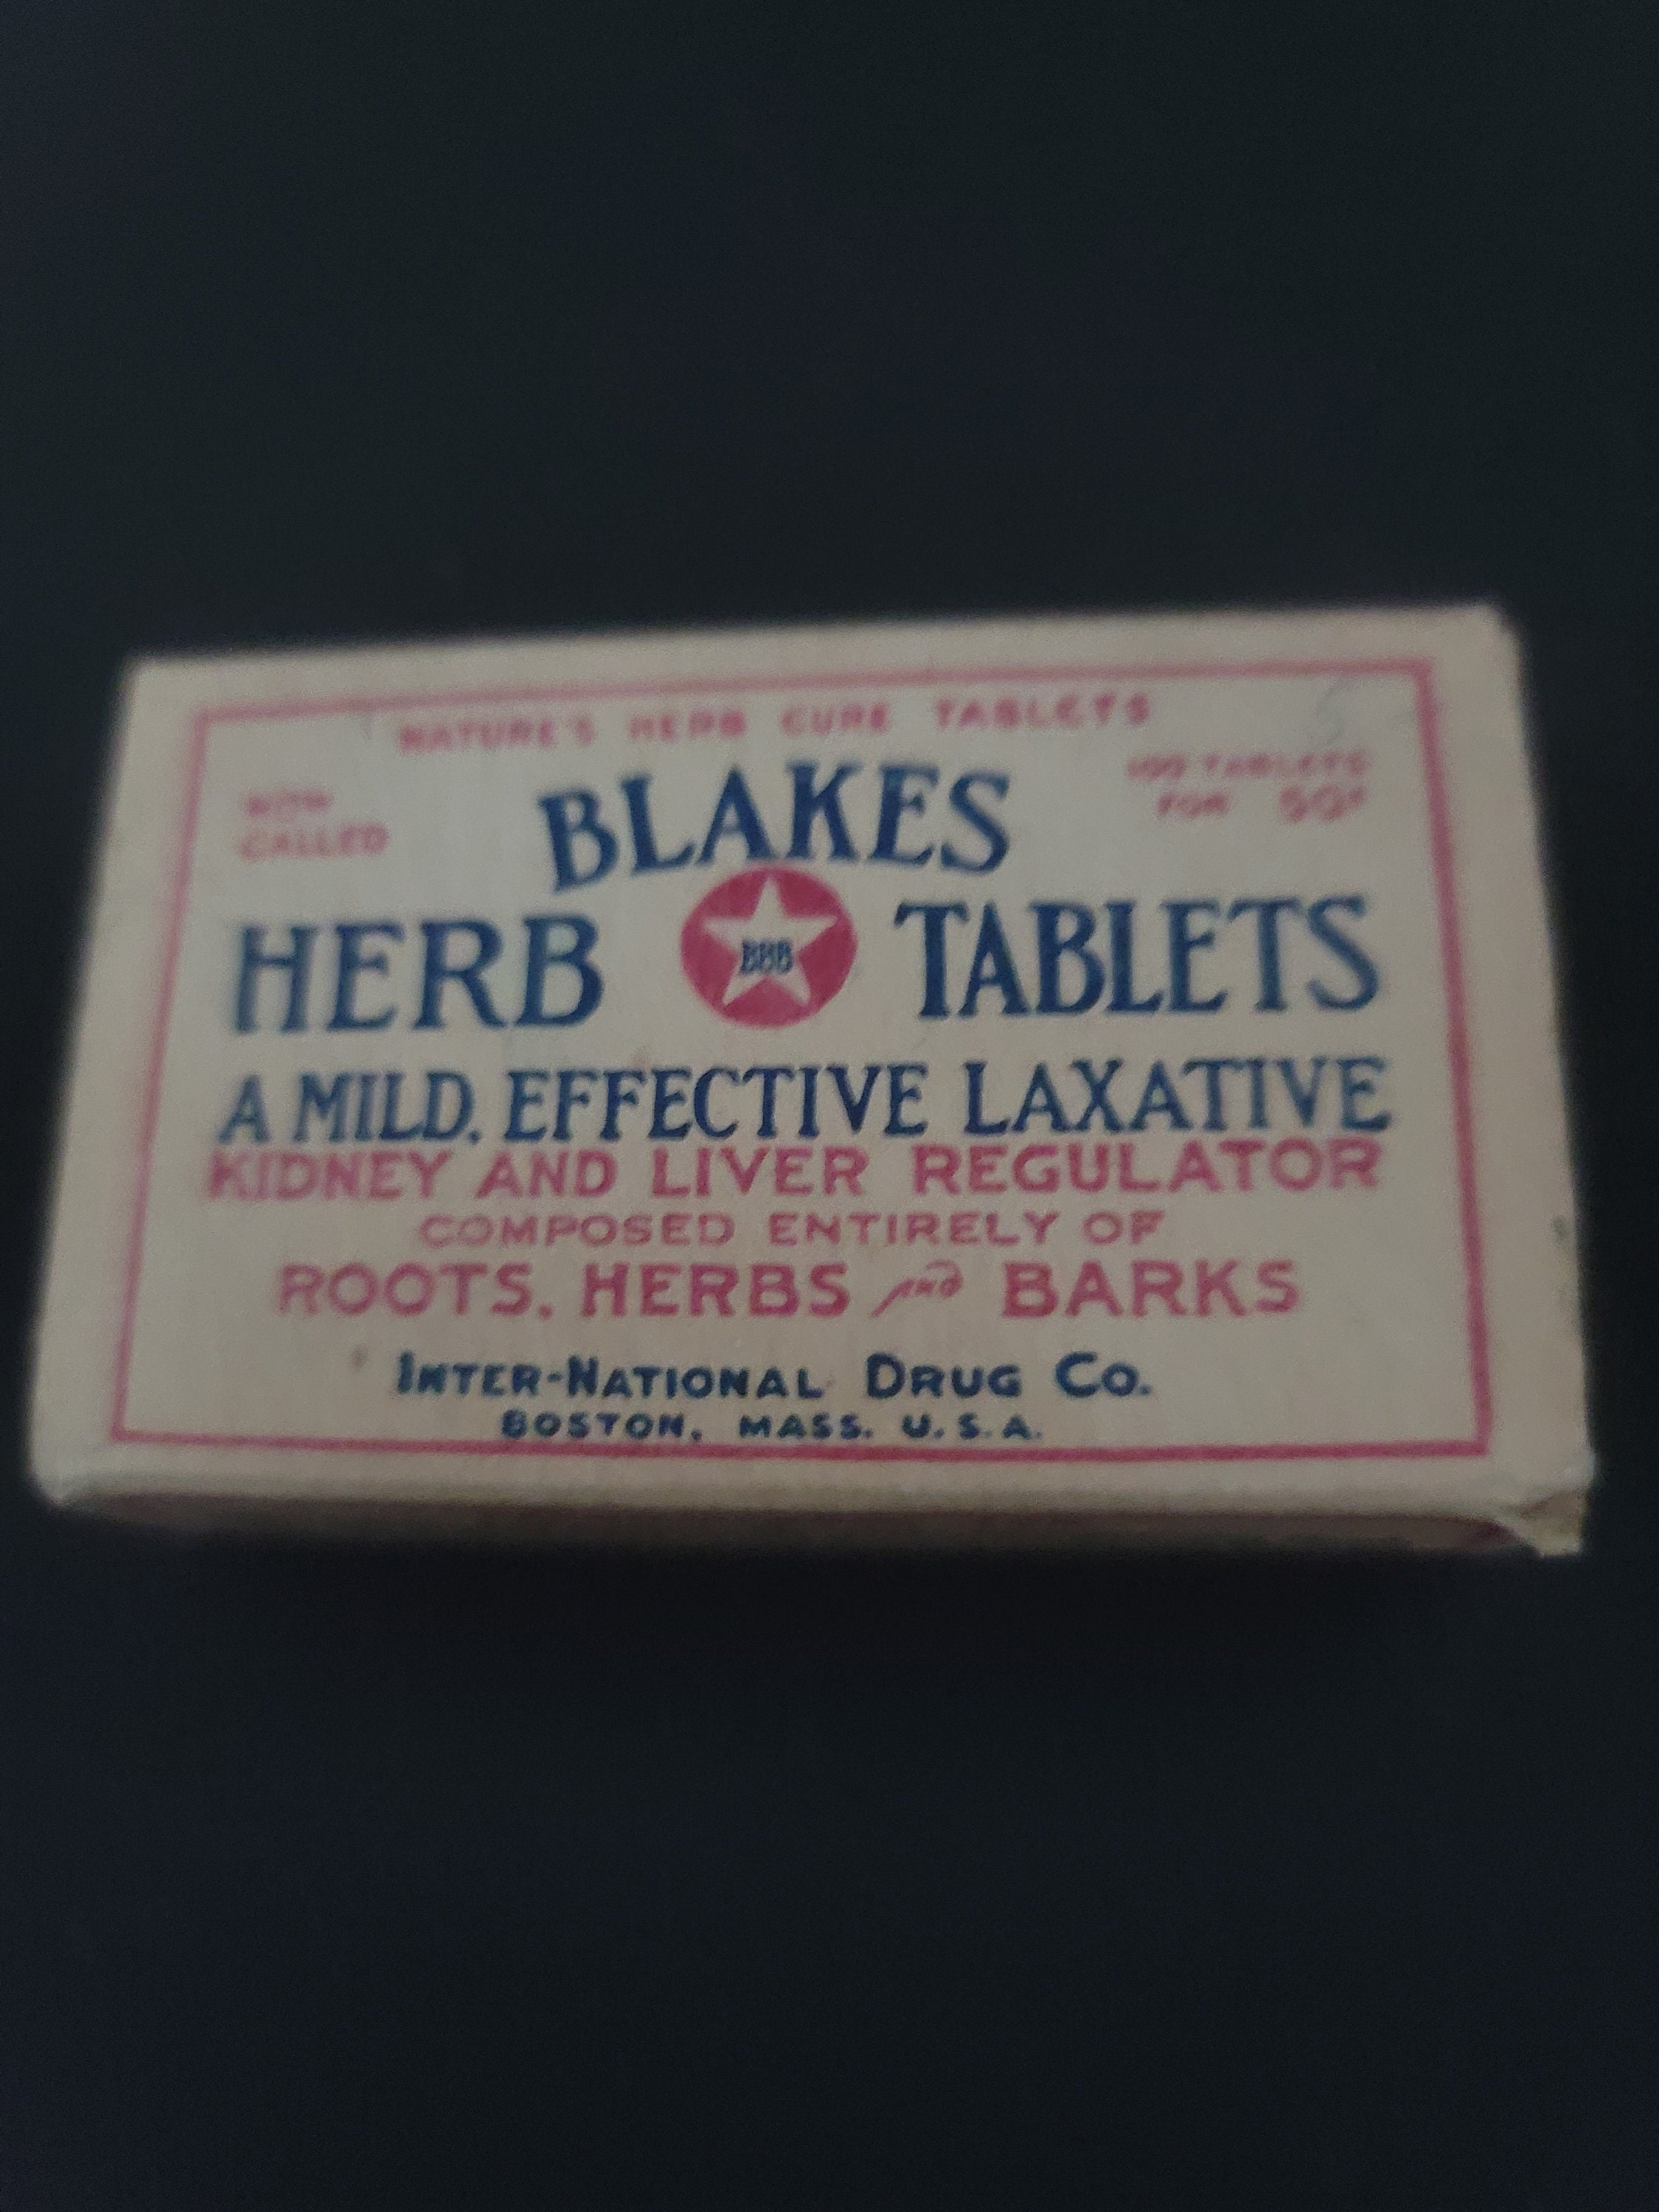 NATURE'S HERB CURE TABLETS
NOW
CALLED
BLAKES
100 TABLETS
FOR 50¢
HERB BBB TABLETS
A MILD, EFFECTIVE LAXATIVE
KIDNEY AND LIVER REGULATOR
COMPOSED ENTIRELY OF
ROOTS, HERBS AND BARKS
INTER-NATIONAL DRUG CO.
BOSTON, MASS. U.S.A.